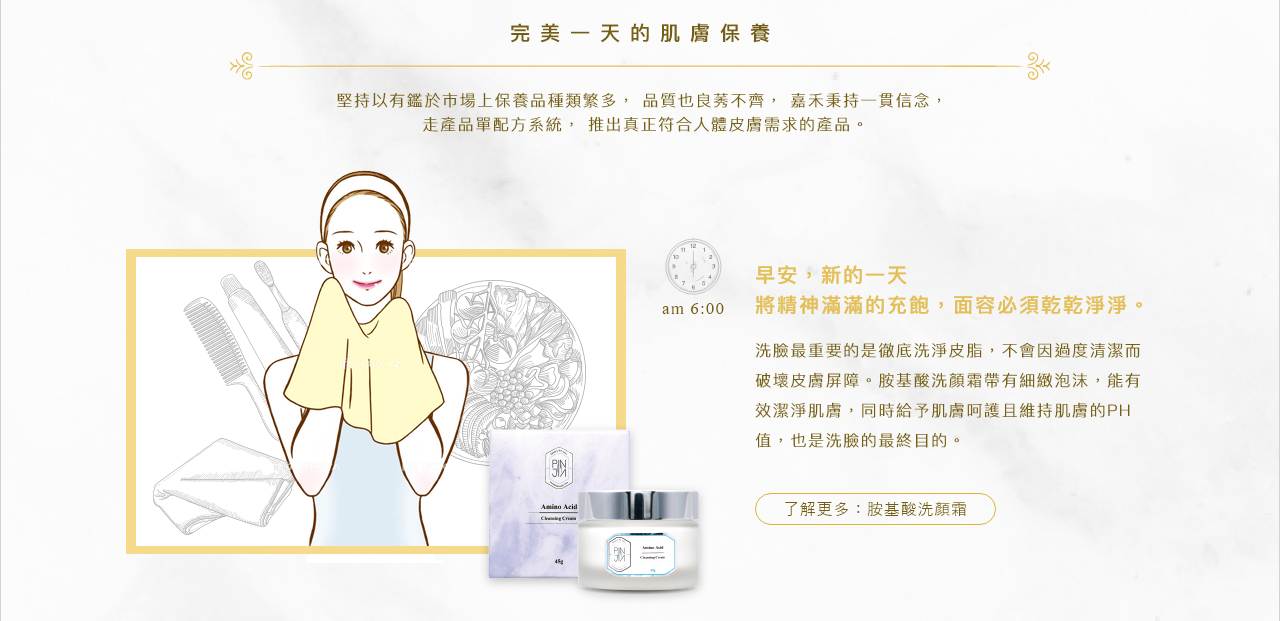 完美一天的肌膚保養
堅持以有鑑於市場上保養品種類繁多， 品質也良莠不齊， 嘉禾秉持一貫信念，
走產品單配方系統， 推出真正符合人體皮膚需求的產品。
am 6:00
早安，新的一天
將精神滿滿的充飽，面容必須乾乾淨淨。
洗臉最重要的是徹底洗淨皮脂，不會因過度清潔而
破壞皮膚屏障。胺基酸洗顏霜帶有細緻泡沫，能有
效潔淨肌膚，同時給予肌膚呵護且維持肌膚的PH
值，也是洗臉的最終目的。
了解更多：胺基酸洗顏霜
PIN
JIA
Amino Acid
Cleansing Cream
45g
PIN
JIA
Amino Acid
Cleansing Cream
45g